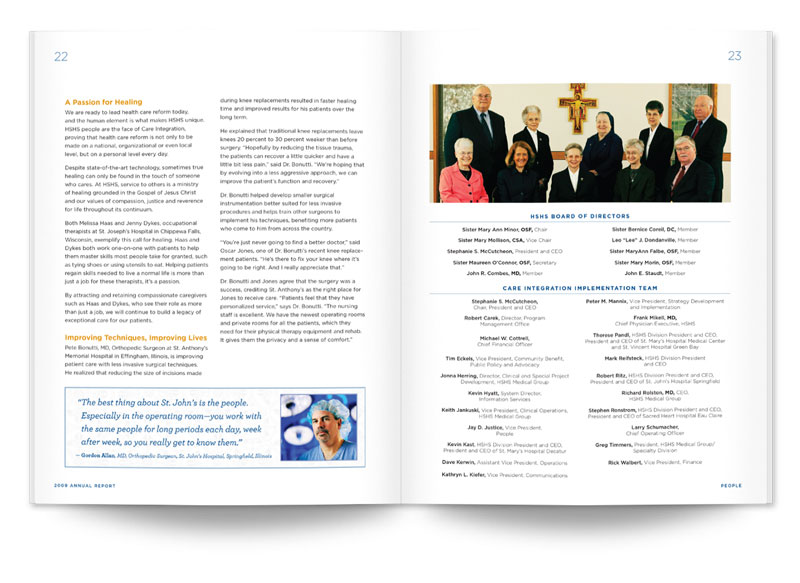 22
A Passion for Healing
We are ready to lead health care reform today,
and the human element is what makes HSHS unique.
HSHS people are the face of Care Integration,
proving that health care reform is not only to be
made on a national, organizational or even local
level, but on a personal level every day.
Despite state-of-the-art technology, sometimes true
healing can only be found in the touch of someone
who cares. At HSHS, service to others is a ministry
of healing grounded in the Gospel of Jesus Christ
and our values of compassion, justice and reverence
for life throughout its continuum.
Both Melissa Haas and Jenny Dykes, occupational
therapists at St. Joseph's Hospital in Chippewa Falls,
Wisconsin, exemplify this call for healing. Haas and
Dykes both work one-on-one with patients to help
them master skills most people take for granted, such
as tying shoes or using utensils to eat. Helping patients
regain skills needed to live a normal life is more than
just a job for these therapists, it's a passion.
By attracting and retaining compassionate caregivers
such as Haas and Dykes, who see their role as more
than just a job, we will continue to build a legacy of
exceptional care for our patients.
Improving Techniques, Improving Lives
Pete Bonutti, MD, Orthopedic Surgeon at St. Anthony's
Memorial Hospital in Effingham, Illinois, is improving
patient care with less invasive surgical techniques.
He realized that reducing the size of incisions made
during knee replacements resulted in faster healing
time and improved results for his patients over the
long term.
He explained that traditional knee replacements leave
knees 20 percent to 30 percent weaker than before
surgery. "Hopefully by reducing the tissue trauma,
the patients can recover a little quicker and have a
little bit less pain," said Dr. Bonutti. "We're hoping that
by evolving into a less aggressive approach, we can
improve the patient's function and recovery."
Dr. Bonutti helped develop smaller surgical
instrumentation better suited for less invasive
procedures and helps train other surgeons to
implement his techniques, benefiting more patients
who come to him from across the country.
"You're just never going to find a better doctor," said
Oscar Jones, one of Dr. Bonutti's recent knee replace-
ment patients. "He's there to fix your knee where it's
going to be right. And I really appreciate that."
Dr. Bonutti and Jones agree that the surgery was a
success, crediting St. Anthony's as the right place for
Jones to receive care. "Patients feel that they have
personalized service," says Dr. Bonutti. "The nursing
staff is excellent. We have the newest operating rooms
and private rooms for all the patients, which they
need for their physical therapy equipment and rehab.
It gives them the privacy and a sense of comfort."
"The best thing about St. John's is the people.
Especially in the operating room—you work with
the same people for long periods each day, week
after week, so you really get to know them."
— Gordon Allan, MD, Orthopedic Surgeon, St. John's Hospital, Springfield, Illinois
2009 ANNUAL REPORT
23
HSHS BOARD OF DIRECTORS
Sister Mary Ann Minor, OSF, Chair
Sister Mary Mollison, CSA, Vice Chair
Stephanie S. McCutcheon, President and CEO
Sister Maureen O'Connor, OSF, Secretary
John R. Combes, MD, Member
Sister Bernice Coreil, DC, Member
Leo "Lee" J. Dondanville, Member
Sister MaryAnn Falbe, OSF, Member
Sister Mary Morin, OSF, Member
John E. Staudt, Member
CARE INTEGRATION IMPLEMENTATION TEAM
Stephanie S. McCutcheon,
Chair, President and CEO
Robert Carek, Director, Program
Management Office
Michael W. Cottrell,
Chief Financial Officer
Tim Eckels, Vice President, Community Benefit,
Public Policy and Advocacy
Jonna Herring, Director, Clinical and Special Project
Development, HSHS Medical Group
Kevin Hyatt, System Director,
Information Services
Keith Jankuski, Vice President, Clinical Operations,
HSHS Medical Group
Jay D. Justice, Vice President,
People
Kevin Kast, HSHS Division President and CEO,
President and CEO of St. Mary's Hospital Decatur
Dave Kerwin, Assistant Vice President, Operations
Kathryn L. Kiefer, Vice President, Communications
Peter M. Mannix, Vice President, Strategy Development
and Implementation
Frank Mikell, MD,
Chief Physician Executive, HSHS
Therese Pandl, HSHS Division President and CEO,
President and CEO of St. Mary's Hospital Medical Center
and St. Vincent Hospital Green Bay
Mark Reifsteck, HSHS Division President
and CEO
Robert Ritz, HSHS Division President and CEO,
President and CEO of St. John's Hospital Springfield
Richard Rolston, MD, CEO,
HSHS Medical Group
Stephen Ronstrom, HSHS Division President and CEO,
President and CEO of Sacred Heart Hospital Eau Claire
Larry Schumacher,
Chief Operating Officer
Greg Timmers, President, HSHS Medical Group/
Specialty Division
Rick Walbert, Vice President, Finance
PEOPLE